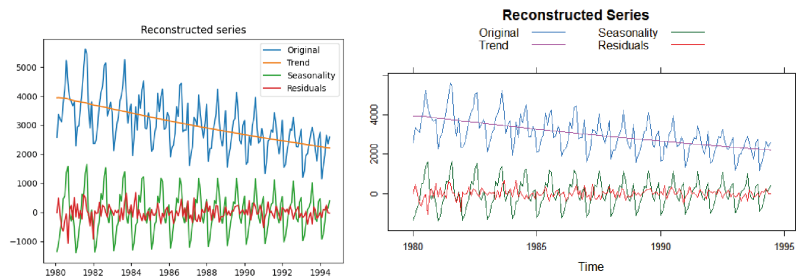 Reconstructed series
Original
Trend
Seasonality
Residuals
5000
4000
3000
2000
1000
0
−1000
1980 1982 1984 1986 1988 1990 1992 1994
Reconstructed Series
Original Seasonality
Trend Residuals
4000
2000
0
1980 1985 1990 1995
Time